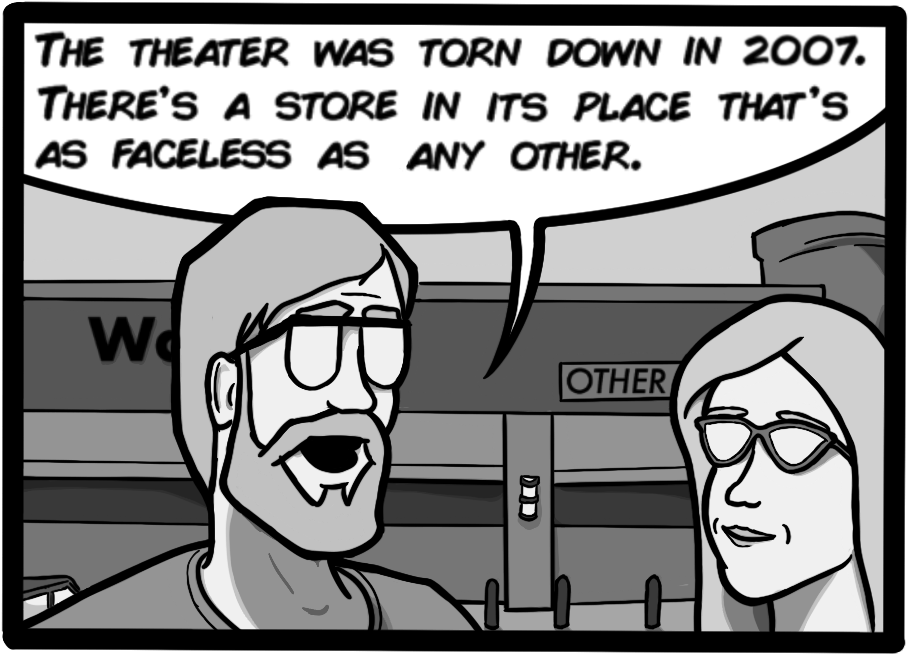 THE THEATER WAS TORN DOWN IN 2007.
THERE'S A STORE IN ITS PLACE THAT'S
AS FACELESS AS ANY OTHER.
Wa
OTHER